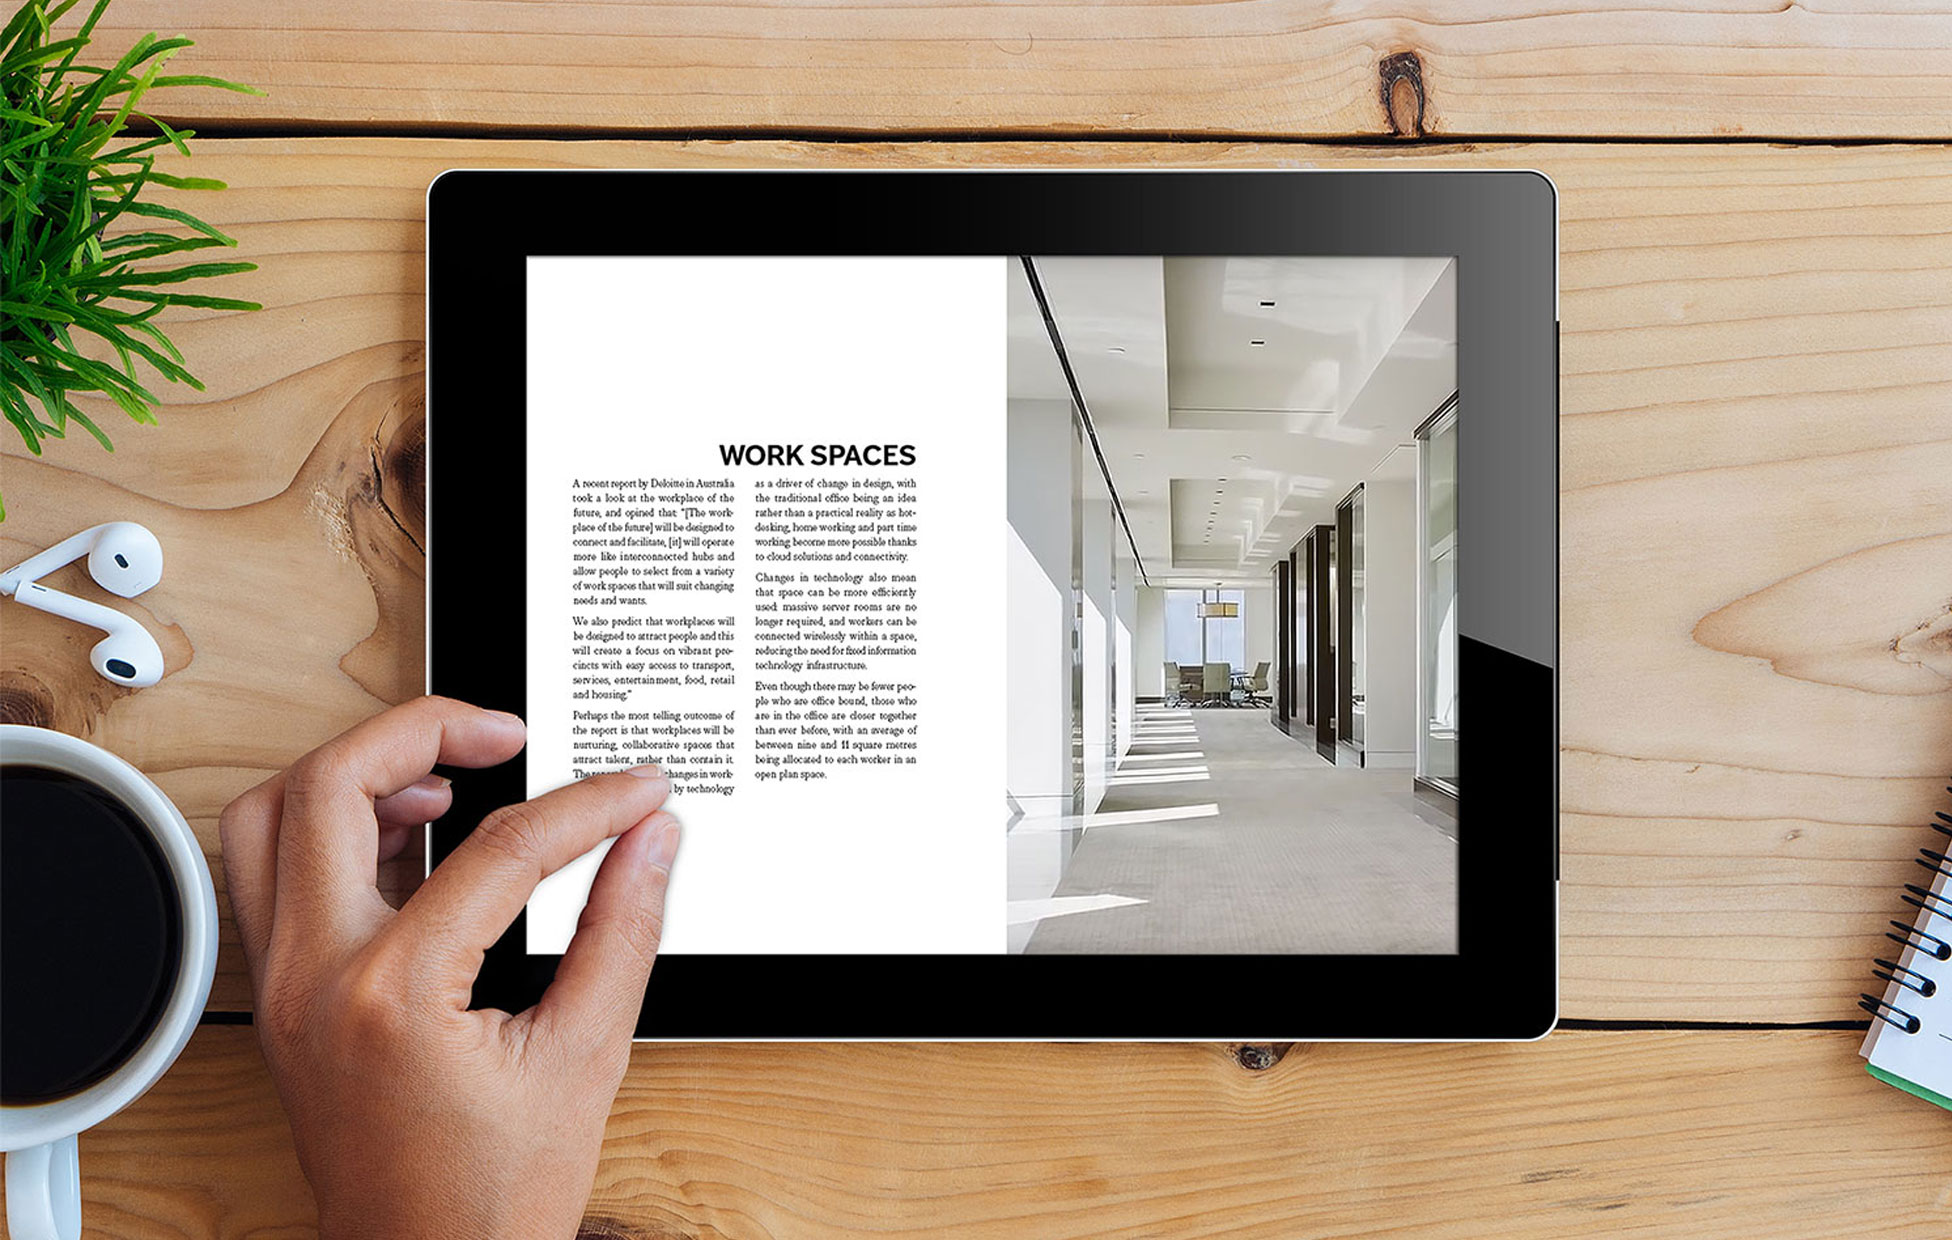 WORK SPACES
A recent report by Deloitte in Australia
took a look at the workplace of the
future, and opined that: "[The work-
place of the future] will be designed to
connect and facilitate, [it] will operate
more like interconnected hubs and
allow people to select from a variety
of work spaces that will suit changing
needs and wants.
We also predict that workplaces will
be designed to attract people and this
will create a focus on vibrant pre-
cincts with easy access to transport,
services, entertainment, food, retail
and housing."
Perhaps the most telling outcome of
the report is that workplaces will be
nurturing, collaborative spaces that
attract talent, rather than contain it.
The changes in work-
by technology
as a driver of change in design, with
the traditional office being an idea
rather than a practical reality as hot-
desking, home working and part time
working become more possible thanks
to cloud solutions and connectivity.
Changes in technology also mean
that space can be more efficiently
used: massive server rooms are no
longer required, and workers can be
connected wirelessly within a space,
reducing the need for fixed information
technology infrastructure.
Even though there may be fewer peo-
ple who are office bound, those who
are in the office are closer together
than ever before, with an average of
between nine and 11 square metres
being allocated to each worker in an
open plan space.